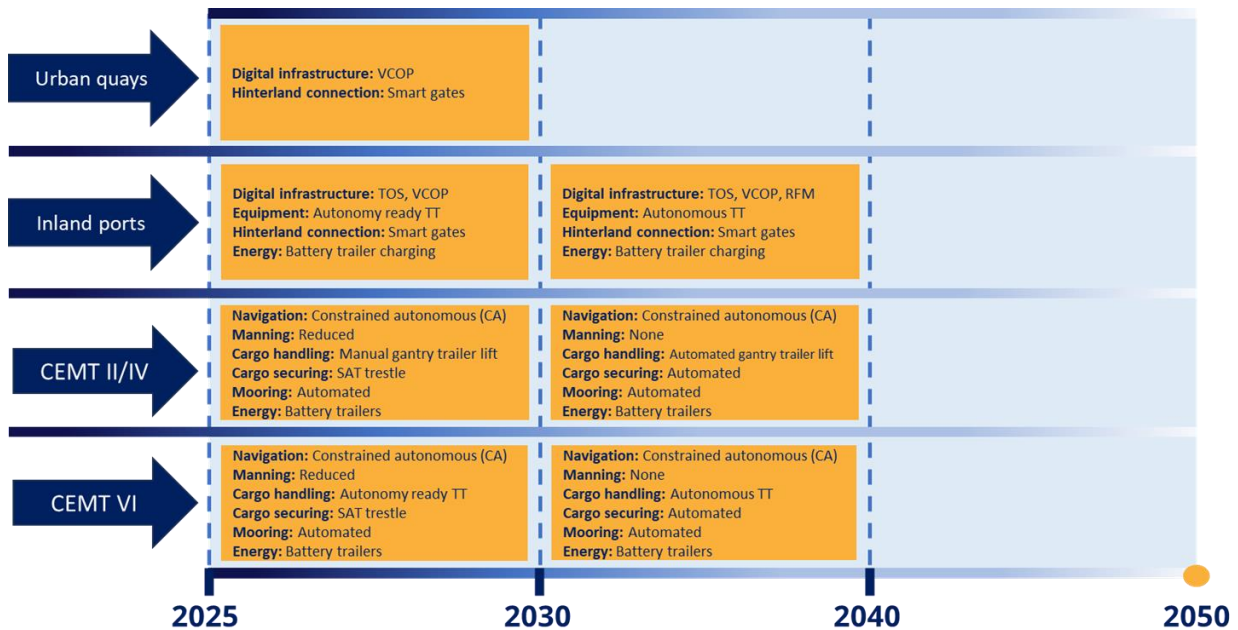 Urban quays
Digital infrastructure: VCOP
Hinterland connection: Smart gates
Inland ports
Digital infrastructure: TOS, VCOP
Equipment: Autonomy ready TT
Hinterland connection: Smart gates
Energy: Battery trailer charging
Digital infrastructure: TOS, VCOP, RFM
Equipment: Autonomous TT
Hinterland connection: Smart gates
Energy: Battery trailer charging
CEMT II/IV
Navigation: Constrained autonomous (CA)
Manning: Reduced
Cargo handling: Manual gantry trailer lift
Cargo securing: SAT trestle
Mooring: Automated
Energy: Battery trailers
Navigation: Constrained autonomous (CA)
Manning: None
Cargo handling: Automated gantry trailer lift
Cargo securing: Automated
Mooring: Automated
Energy: Battery trailers
CEMT VI
Navigation: Constrained autonomous (CA)
Manning: Reduced
Cargo handling: Autonomy ready TT
Cargo securing: SAT trestle
Mooring: Automated
Energy: Battery trailers
Navigation: Constrained autonomous (CA)
Manning: None
Cargo handling: Autonomous TT
Cargo securing: Automated
Mooring: Automated
Energy: Battery trailers
2025
2030
2040
2050